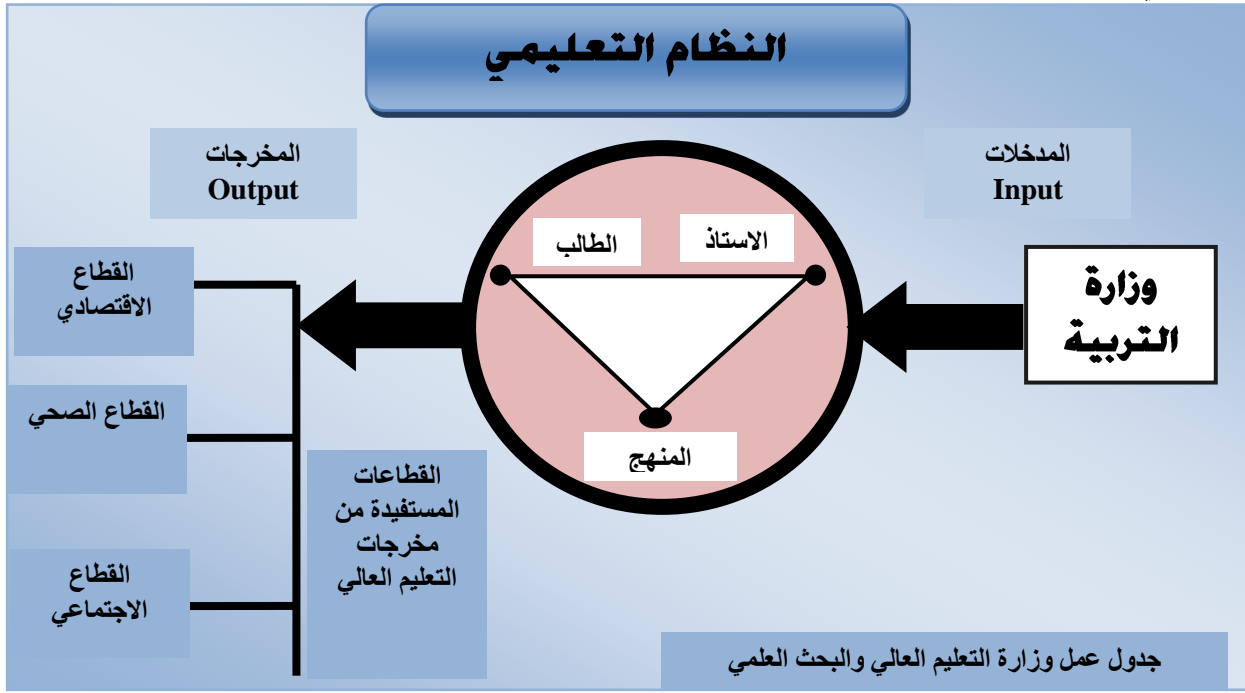 النظام التعليمي
المدخلات
Input
المخرجات
Output
وزارة
التربية
الاستاذ
الطالب
المنهج
القطاع
الاقتصادي
القطاع الصحي
القطاع
الاجتماعي
القطاعات
المستفيدة من
مخرجات
التعليم العالي
جدول عمل وزارة التعليم العالي والبحث العلمي